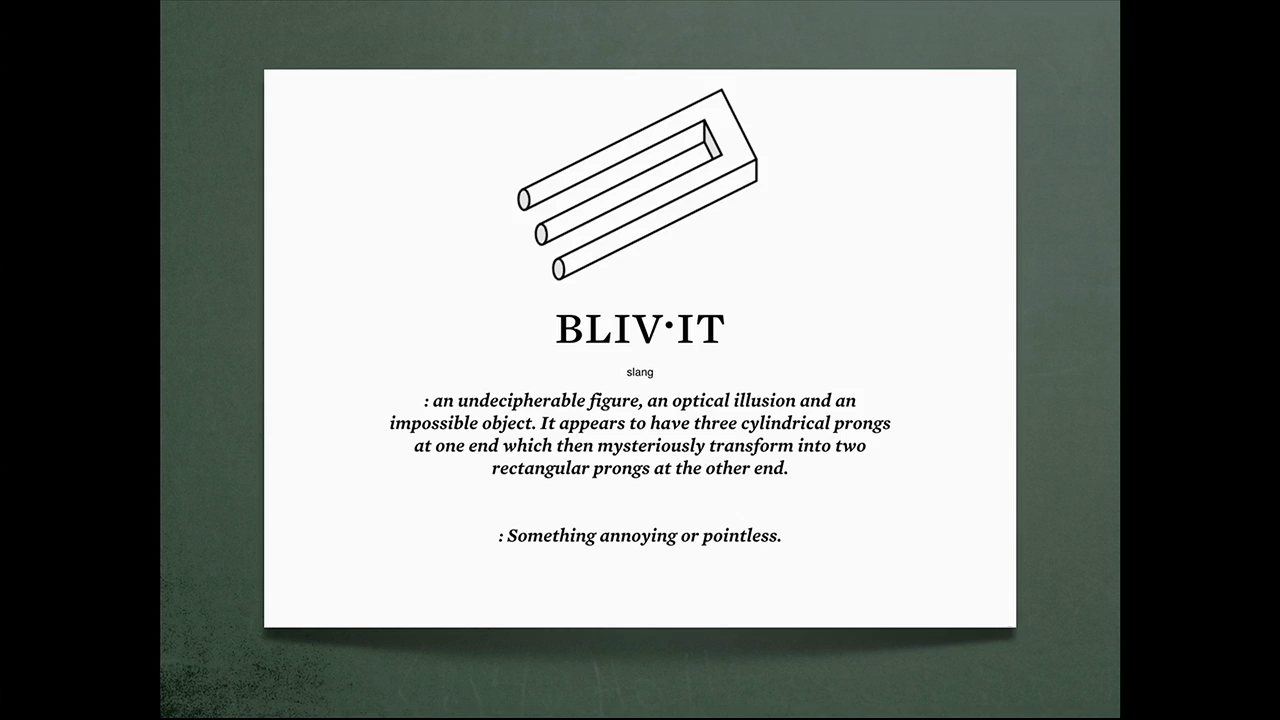 BLIV·IT
slang
: an undecipherable figure, an optical illusion and an
impossible object. It appears to have three cylindrical prongs
at one end which then mysteriously transform into two
rectangular prongs at the other end.
: Something annoying or pointless.